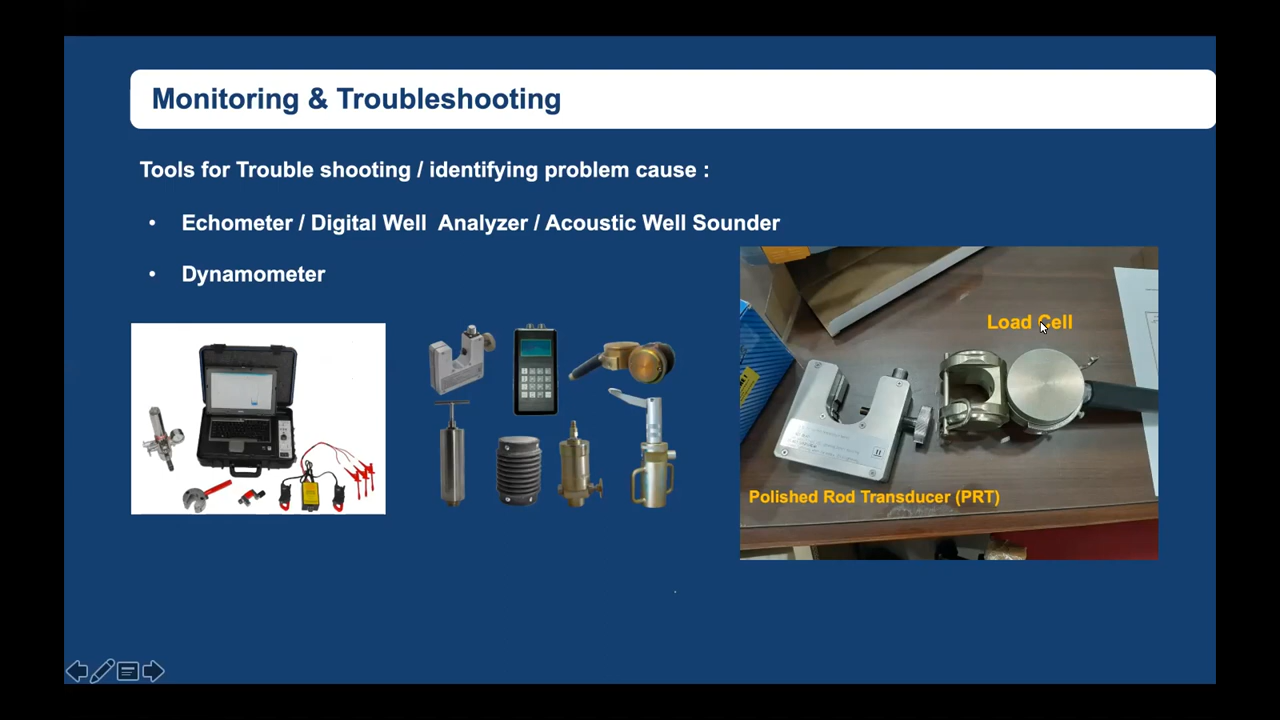 Monitoring & Troubleshooting
Tools for Trouble shooting / identifying problem cause :
• Echometer / Digital Well Analyzer / Acoustic Well Sounder
• Dynamometer
Load Cell
Polished Rod Transducer (PRT)